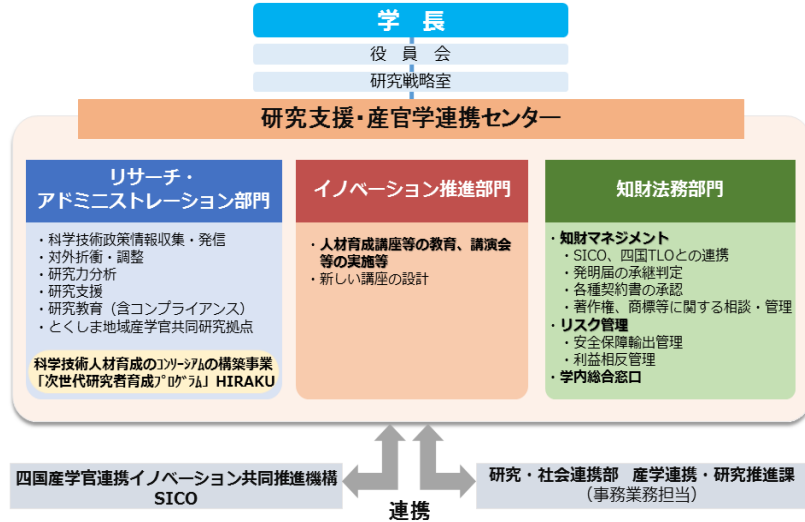 学 長
役 員 会
研究戦略室
研究支援・産官学連携センター
リサーチ・
アドミニストレーション部門
・科学技術政策情報収集・発信
・対外折衝・調整
・研究力分析
・研究支援
・研究教育（含コンプライアンス）
・とくしま地域産学官共同研究拠点
科学技術人材育成のｺﾝｿｰｼｱﾑの構築事業
「次世代研究者育成ﾌﾟﾛｸﾞﾗﾑ」HIRAKU
イノベーション推進部門
・人材育成講座等の教育、講演会
等の実施等
・新しい講座の設計
知財法務部門
・知財マネジメント
・SICO、四国TLOとの連携
・発明届の承継判定
・各種契約書の承認
・著作権、商標等に関する相談・管理
・リスク管理
・安全保障輸出管理
・利益相反管理
・学内総合窓口
四国産学官連携イノベーション共同推進機構
SICO
連携
研究・社会連携部 産学連携・研究推進課
（事務業務担当）